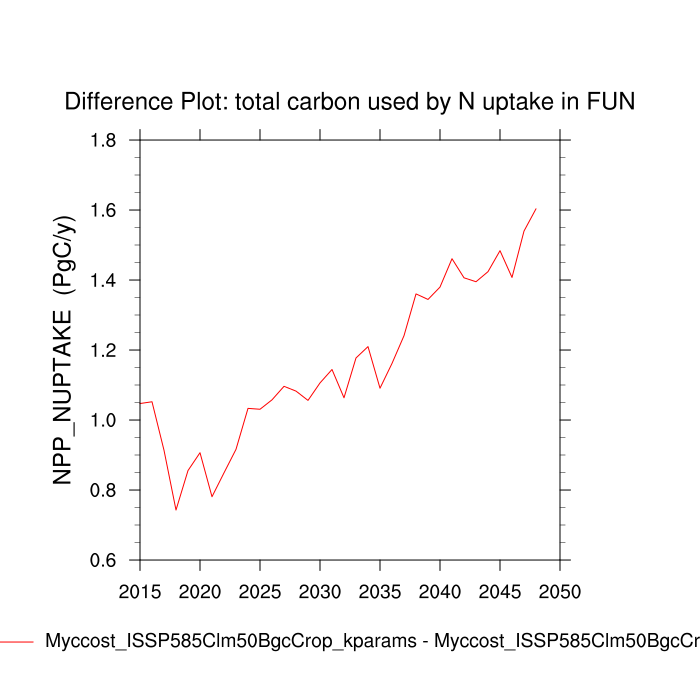 Difference Plot: total carbon used by N uptake in FUN
NPP_NUPTAKE (PgC/y)
1.8
1.6
1.4
1.2
1.0
0.8
0.6
2015 2020 2025 2030 2035 2040 2045 2050
Myccost_ISSP585Clm50BgcCrop_kparams - Myccost_ISSP585Clm50BgcCr